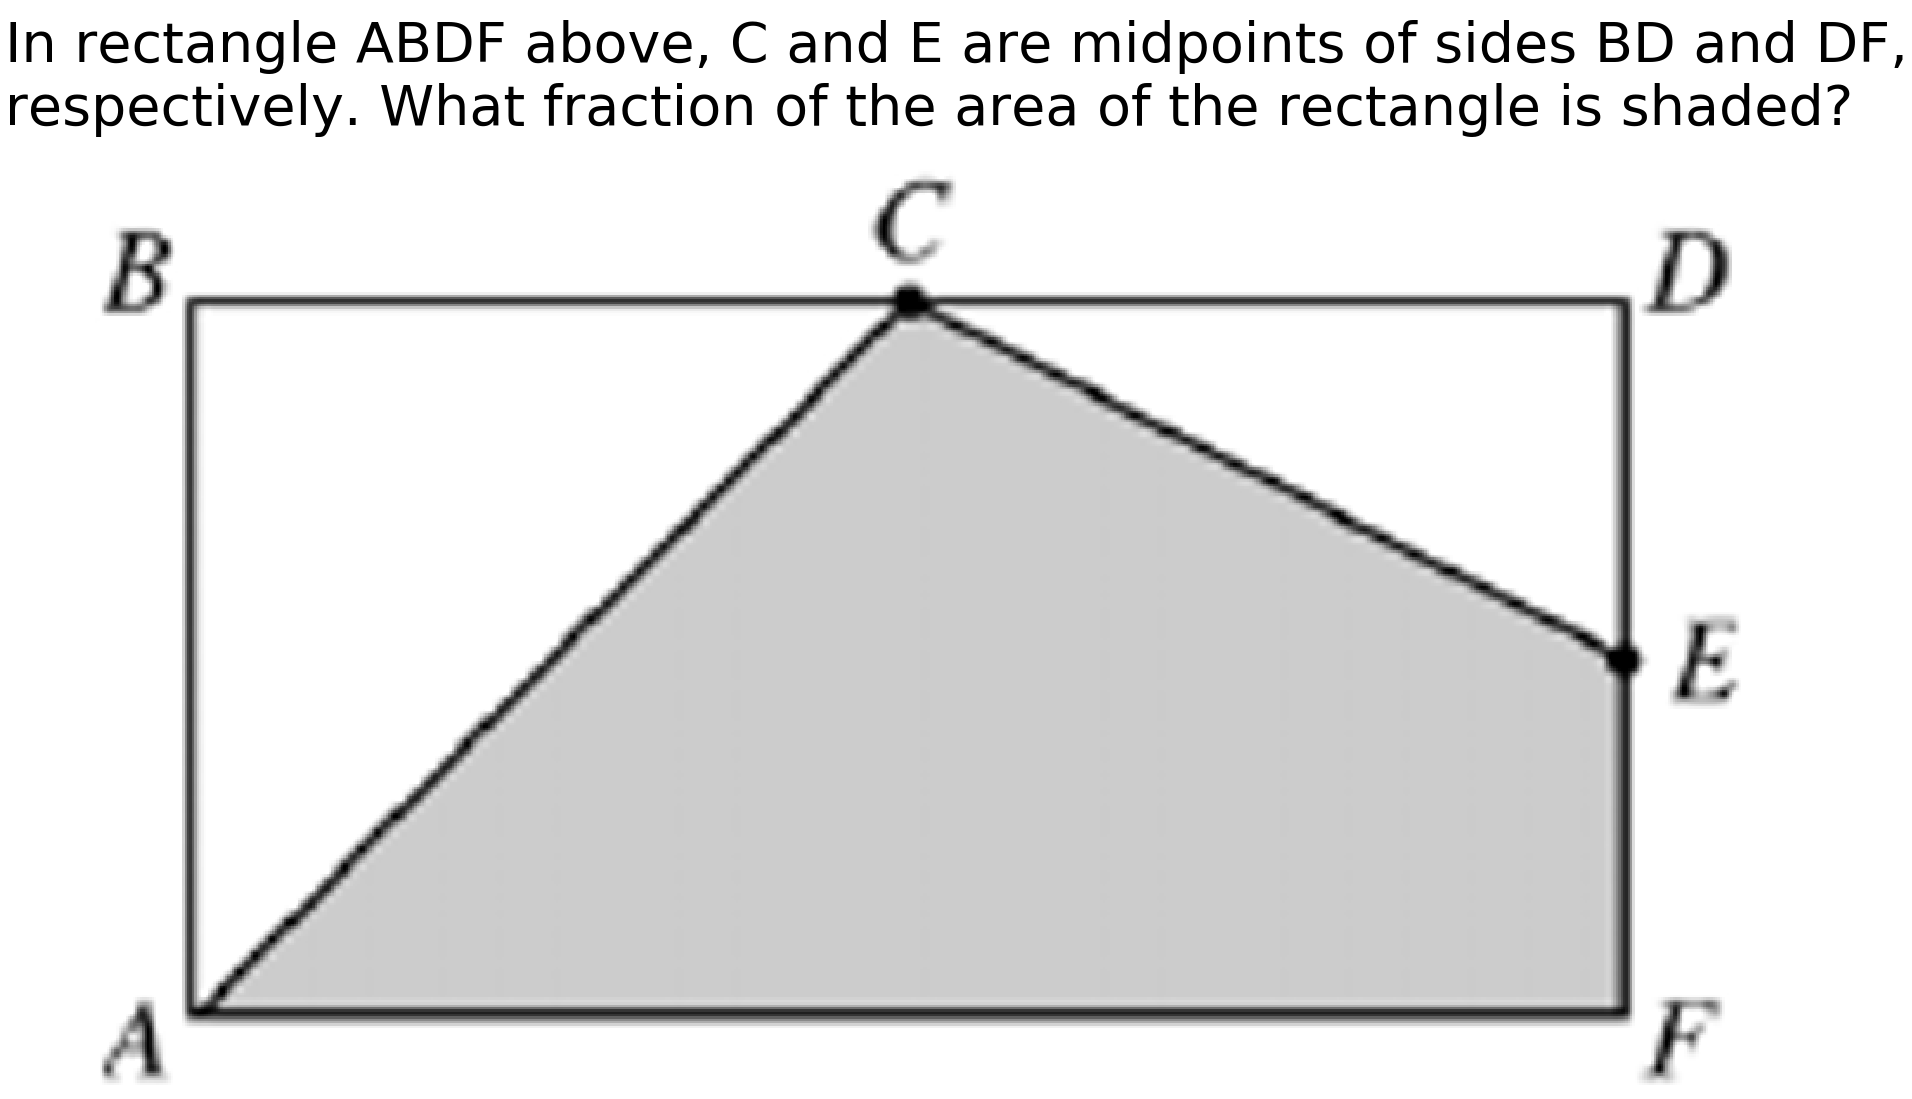 In rectangle ABDF above, C and E are midpoints of sides BD and DF,
respectively. What fraction of the area of the rectangle is shaded?
C
B
D
E
A
F